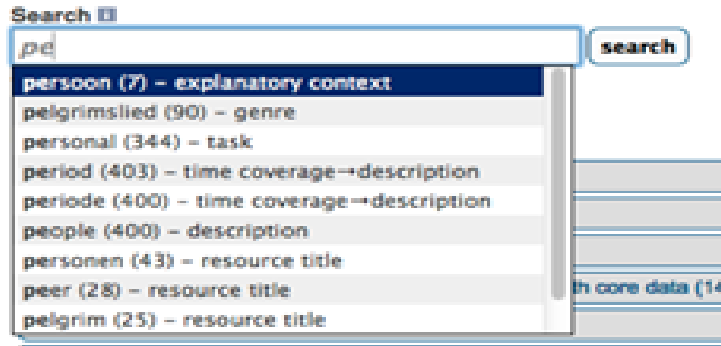 Search
pe
search
persoon (7) – explanatory context
pelgrimslied (90) – genre
personal (344) – task
period (403) – time coverage→description
periode (400) – time coverage→description
people (400) – description
personen (43) – resource title
peer (28) – resource title
th core data (14
pelgrim (25) – resource title